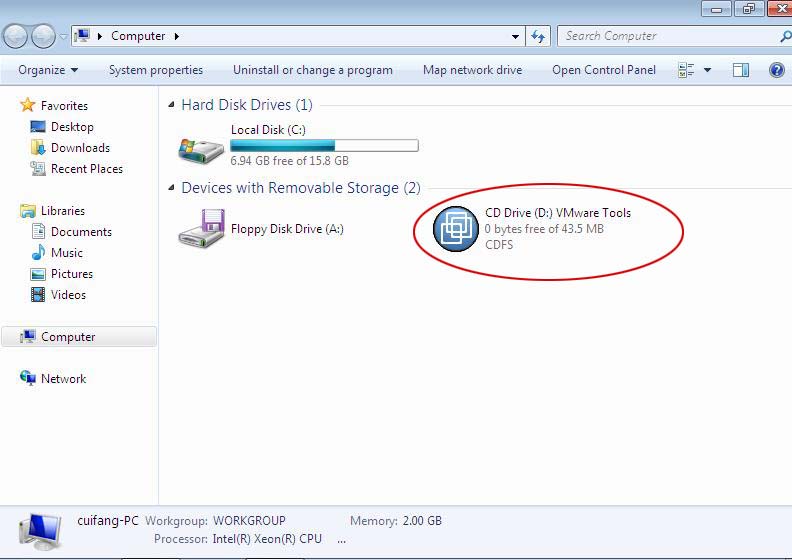 Computer
Search Computer
Organize System properties Uninstall or change a program Map network drive Open Control Panel
Favorites
Desktop
Downloads
Recent Places
Libraries
Documents
Music
Pictures
Videos
Computer
Network
Hard Disk Drives (1)
Local Disk (C:)
6.94 GB free of 15.8 GB
Devices with Removable Storage (2)
Floppy Disk Drive (A:)
CD Drive (D:) VMware Tools
0 bytes free of 43.5 MB
CDFS
cuifang-PC Workgroup: WORKGROUP Memory: 2.00 GB
Processor: Intel(R) Xeon(R) CPU ...